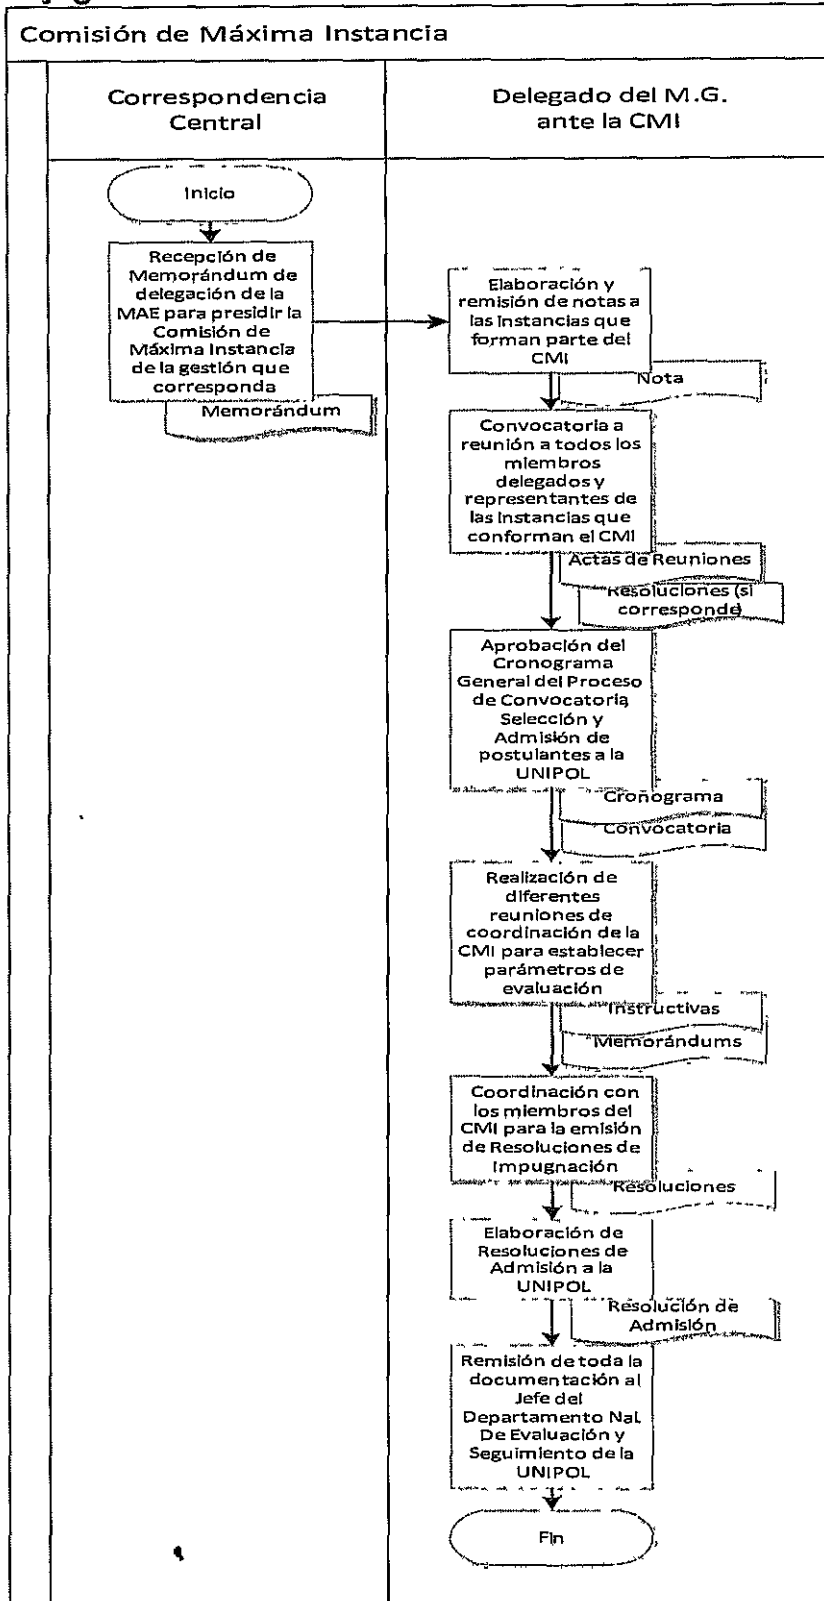 Comisión de Máxima Instancia
Correspondencia
Central
Delegado del M.G.
ante la CMI
Inicio
Recepción de
Memorándum de
delegación de la
MAE para presidir la
Comisión de
Máxima Instancia
de la gestión que
corresponda
Memorándum
Elaboración y
remisión de notas a
las instancias que
forman parte del
CMI
Nota
Convocatoria a
reunión a todos los
miembros
delegados y
representantes de
las instancias que
conforman el CMI
Actas de Reuniones
Resoluciones (si
corresponde)
Aprobación del
Cronograma
General del Proceso
de Convocatoria,
Selección y
Admisión de
postulantes a la
UNIPOL
Cronograma
Convocatoria
Realización de
diferentes
reuniones de
coordinación de la
CMI para establecer
parámetros de
evaluación
Instructivas
Memorándums
Coordinación con
los miembros del
CMI para la emisión
de Resoluciones de
Impugnación
Resoluciones
Elaboración de
Resoluciones de
Admisión a la
UNIPOL
Resolución de
Admisión
Remisión de toda la
documentación al
Jefe del
Departamento Nal.
De Evaluación y
Seguimiento de la
UNIPOL
Fin